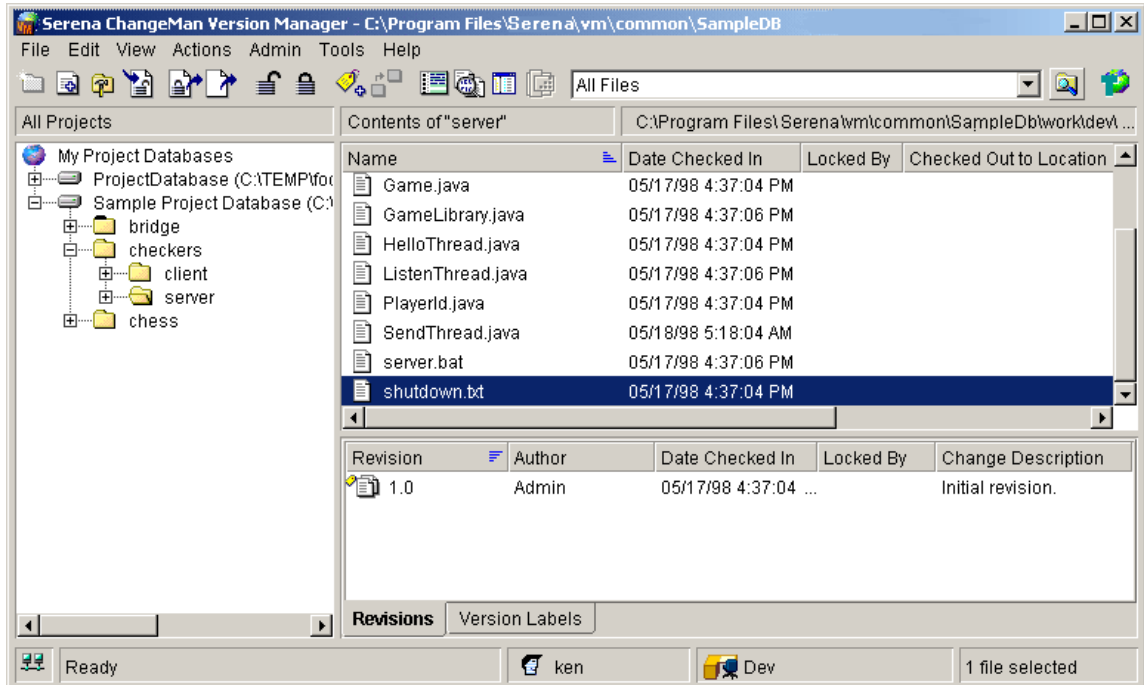 Serena ChangeMan Version Manager - C:\Program Files\Serena\vm\common\SampleDB
File Edit View Actions Admin Tools Help
All Files
All Projects
Contents of "server"
C:\Program Files\Serena\vm\common\SampleDb\work\dev\ ...
My Project Databases
ProjectDatabase (C:\TEMP\foo
Sample Project Database (C:\
bridge
checkers
client
server
chess
Name Date Checked In Locked By Checked Out to Location
Game.java 05/17/98 4:37:04 PM
GameLibrary.java 05/17/98 4:37:06 PM
HelloThread.java 05/17/98 4:37:04 PM
ListenThread.java 05/17/98 4:37:06 PM
PlayerId.java 05/17/98 4:37:04 PM
SendThread.java 05/18/98 5:18:04 AM
server.bat 05/17/98 4:37:06 PM
shutdown.txt 05/17/98 4:37:04 PM
Revision Author Date Checked In Locked By Change Description
1.0 Admin 05/17/98 4:37:04 ... Initial revision.
Revisions Version Labels
Ready ken Dev 1 file selected